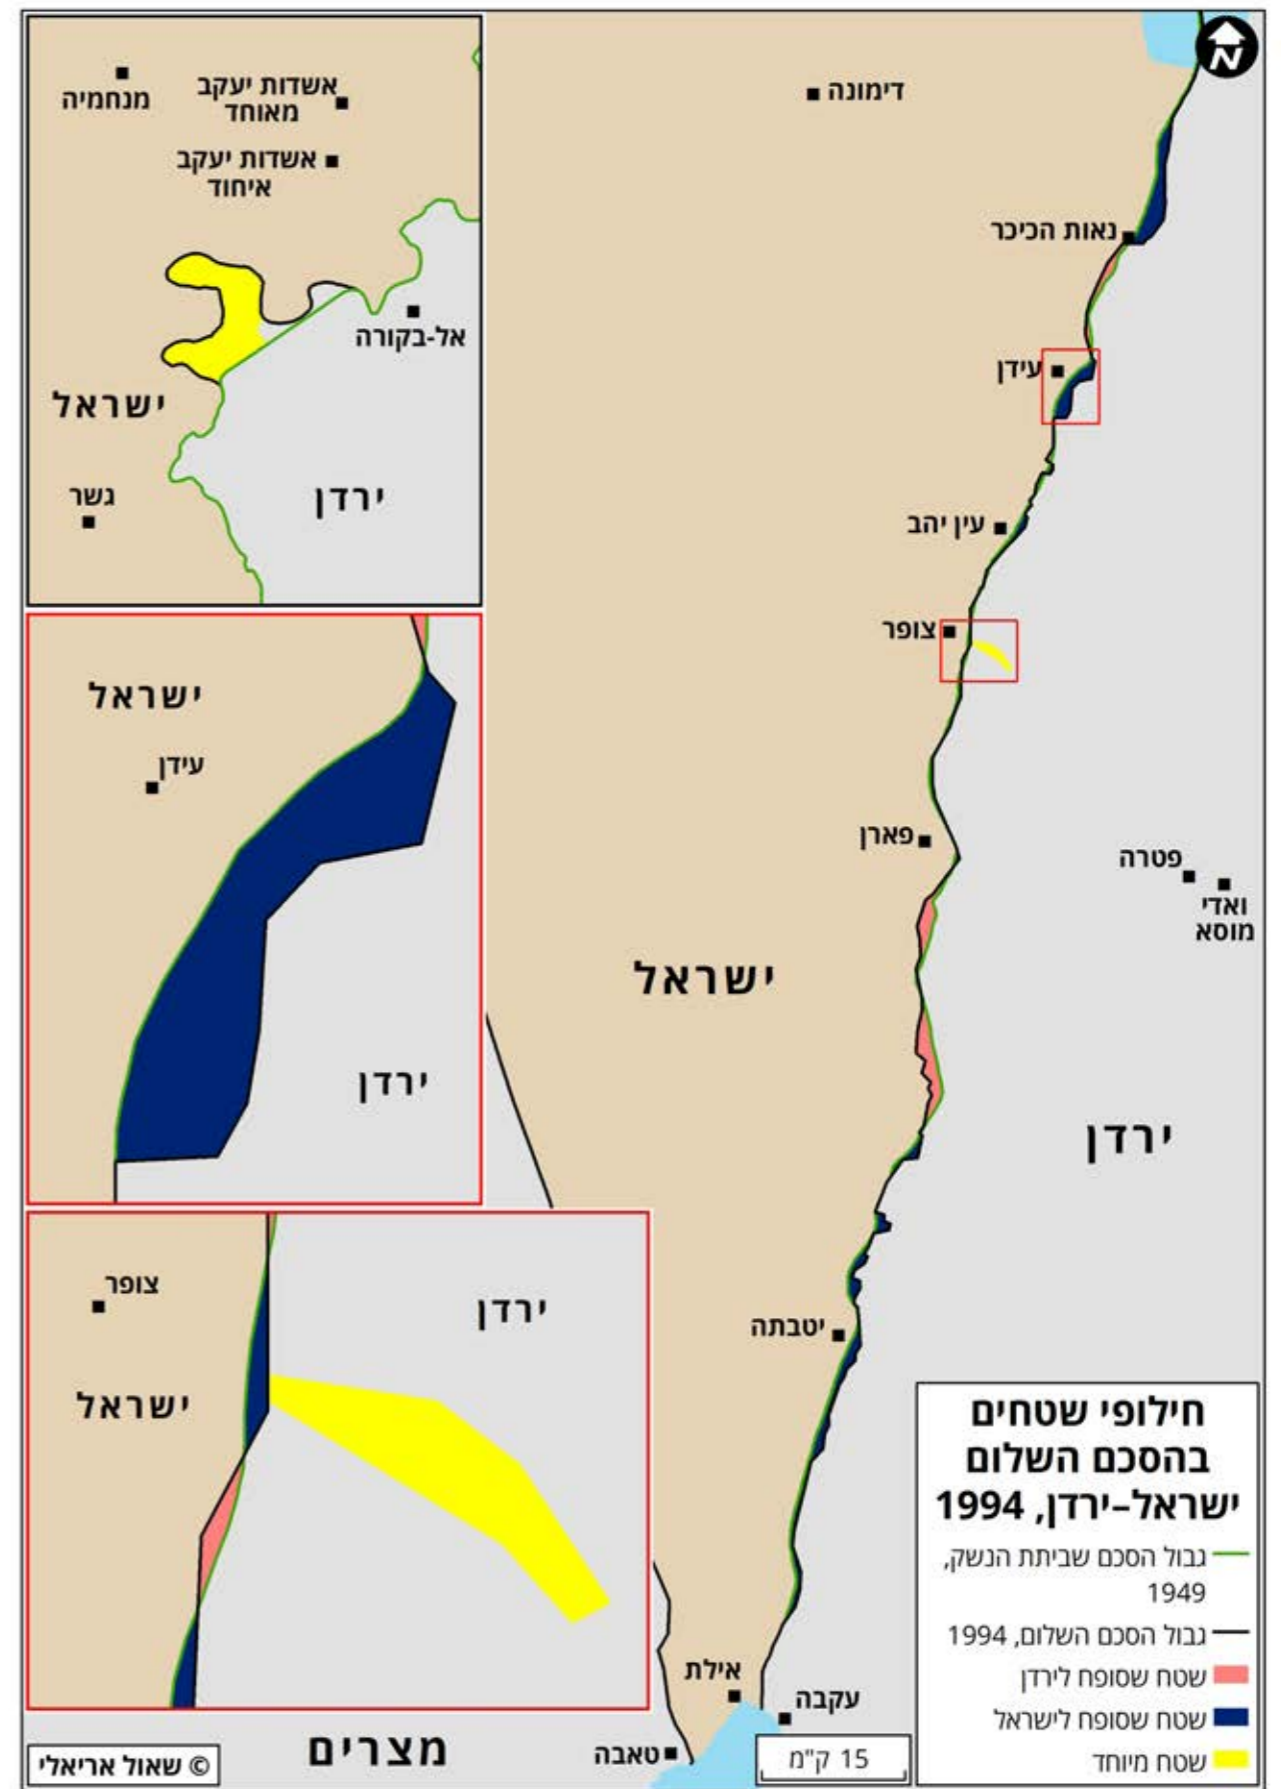 מנחמיה
אשדות יעקב
מאוחד
אשדות יעקב
איחוד
אל-בקורה
ישראל
ירדן
גשר
ישראל
עידן
ירדן
צופר
ירדן
ישראל
N
דימונה
נאות הכיכר
עידן
עין יהב
צופר
פארן
פטרה
ואדי
מוסא
ישראל
ירדן
יטבתה
אילת
עקבה
טאבה
מצרים
15 ק"מ
© שאול אריאלי
חילופי שטחים
בהסכם השלום
ישראל–ירדן, 1994
גבול הסכם שביתת הנשק,
1949
גבול הסכם השלום, 1994
שטח שסופח לירדן
שטח שסופח לישראל
שטח מיוחד